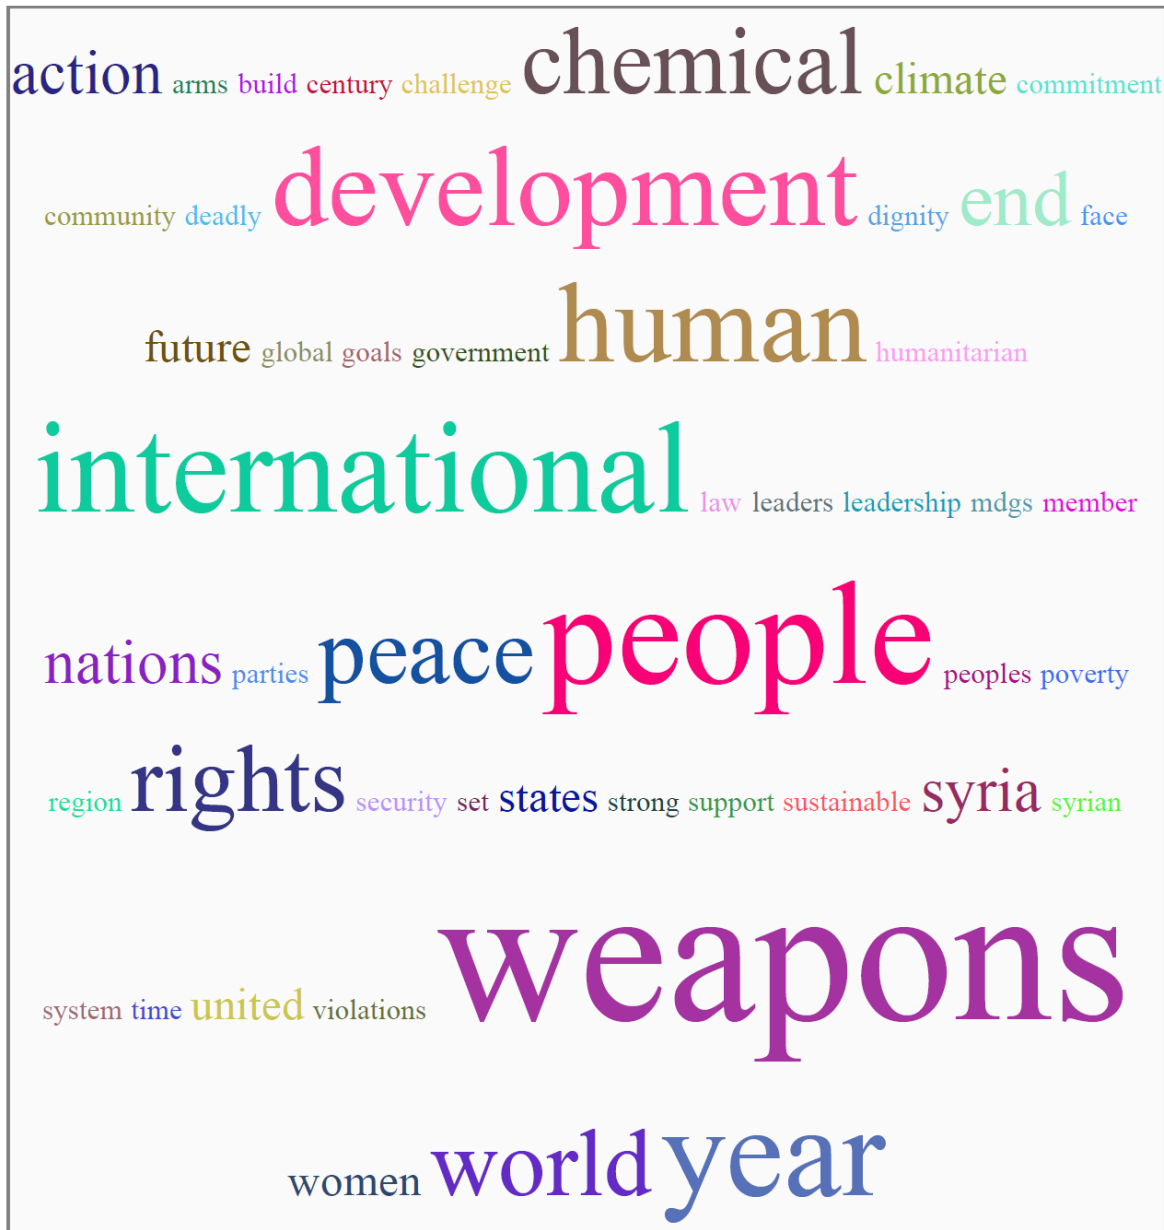 action arms build century challenge chemical climate commitment
community deadly development dignity end face
future global goals government human humanitarian
international law leaders leadership mdgs member
nations parties peace people peoples poverty
region rights security set states strong support sustainable syria syrian
system time united violations weapons
women world year